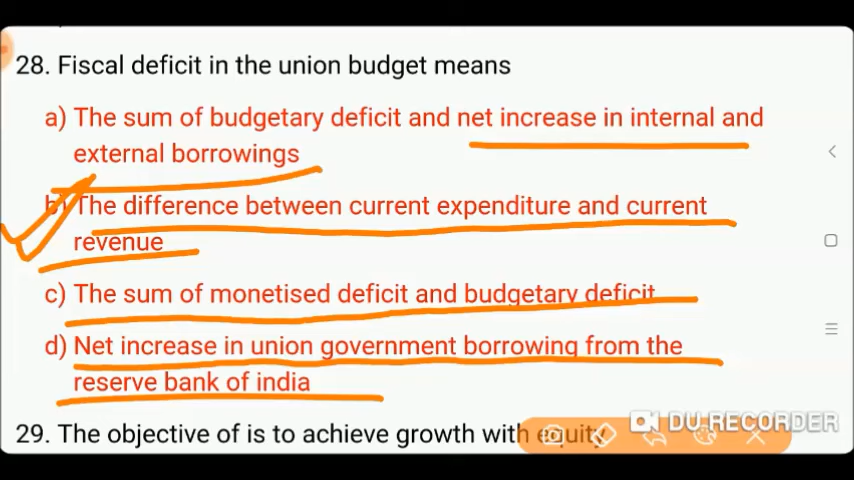 28. Fiscal deficit in the union budget means
a) The sum of budgetary deficit and net increase in internal and
external borrowings
b) The difference between current expenditure and current
revenue
c) The sum of monetised deficit and budgetary deficit
d) Net increase in union government borrowing from the
reserve bank of india
29. The objective of is to achieve growth with equity
DU RECORDER